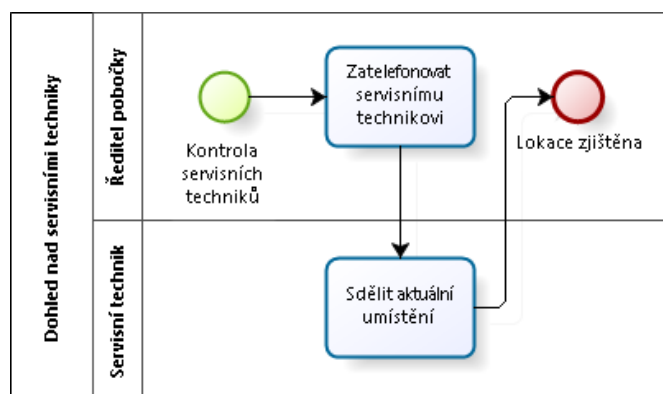 Dohled nad servisními techniky
Ředitel pobočky
Kontrola
servisních
techniků
Zatelefonovat
servisnímu
technikovi
Lokace zjištěna
Servisní technik
Sdělit aktuální
umístění